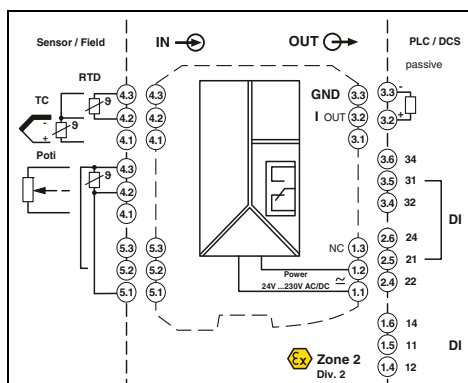 Sensor / Field
IN
OUT
PLC / DCS
passive
RTD
TC
ϑ
ϑ
-
+
4.3
4.2
4.1
4.3
4.2
4.1
GND
I OUT
3.3
3.2
3.1
3.3
3.2
-
+
Poti
ϑ
4.3
4.2
4.1
5.3
5.2
5.1
5.3
5.2
5.1
3.6 34
3.5 31
3.4 32
DI
2.6 24
2.5 21
2.4 22
NC
1.3
1.2
1.1
Power
24V ...230V AC/DC
1.6 14
1.5 11
1.4 12
DI
Ex
Zone 2
Div. 2